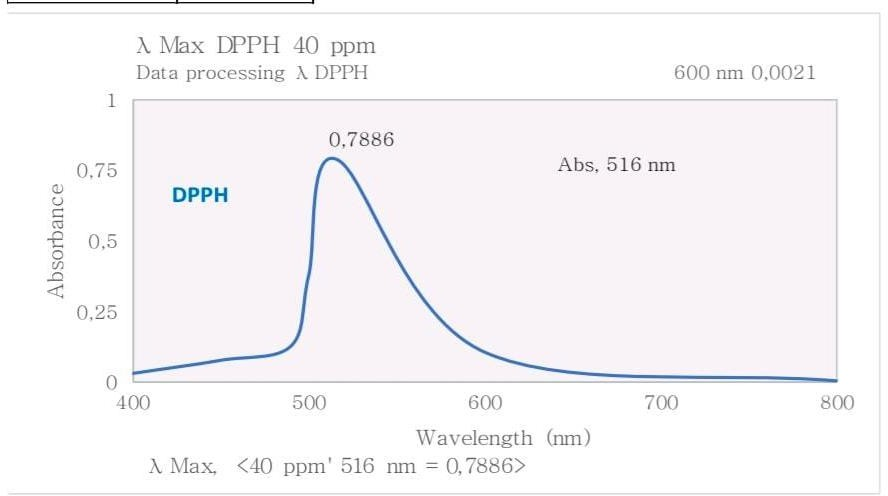 λ Max DPPH 40 ppm
Data processing λ DPPH
600 nm 0,0021
1
0,7886
Abs, 516 nm
0,75
DPPH
Absorbance
0,5
0,25
0
400
500
600
700
800
Wavelength (nm)
λ Max, <40 ppm' 516 nm = 0,7886>